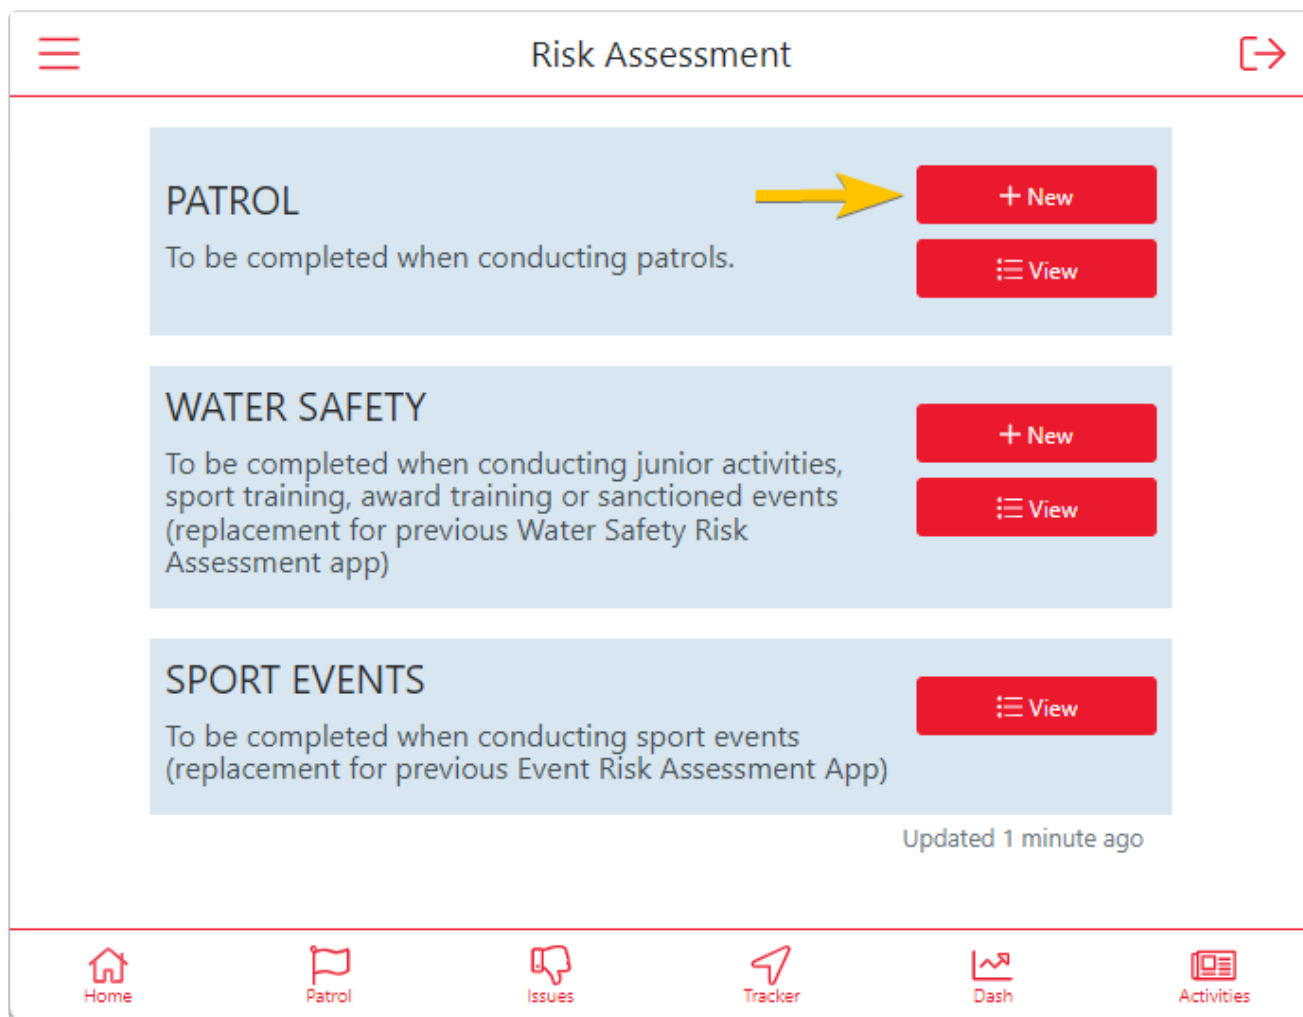 Risk Assessment
PATROL
To be completed when conducting patrols.
+ New
View
WATER SAFETY
To be completed when conducting junior activities,
sport training, award training or sanctioned events
(replacement for previous Water Safety Risk
Assessment app)
+ New
View
SPORT EVENTS
To be completed when conducting sport events
(replacement for previous Event Risk Assessment App)
View
Updated 1 minute ago
Home
Patrol
Issues
Tracker
Dash
Activities